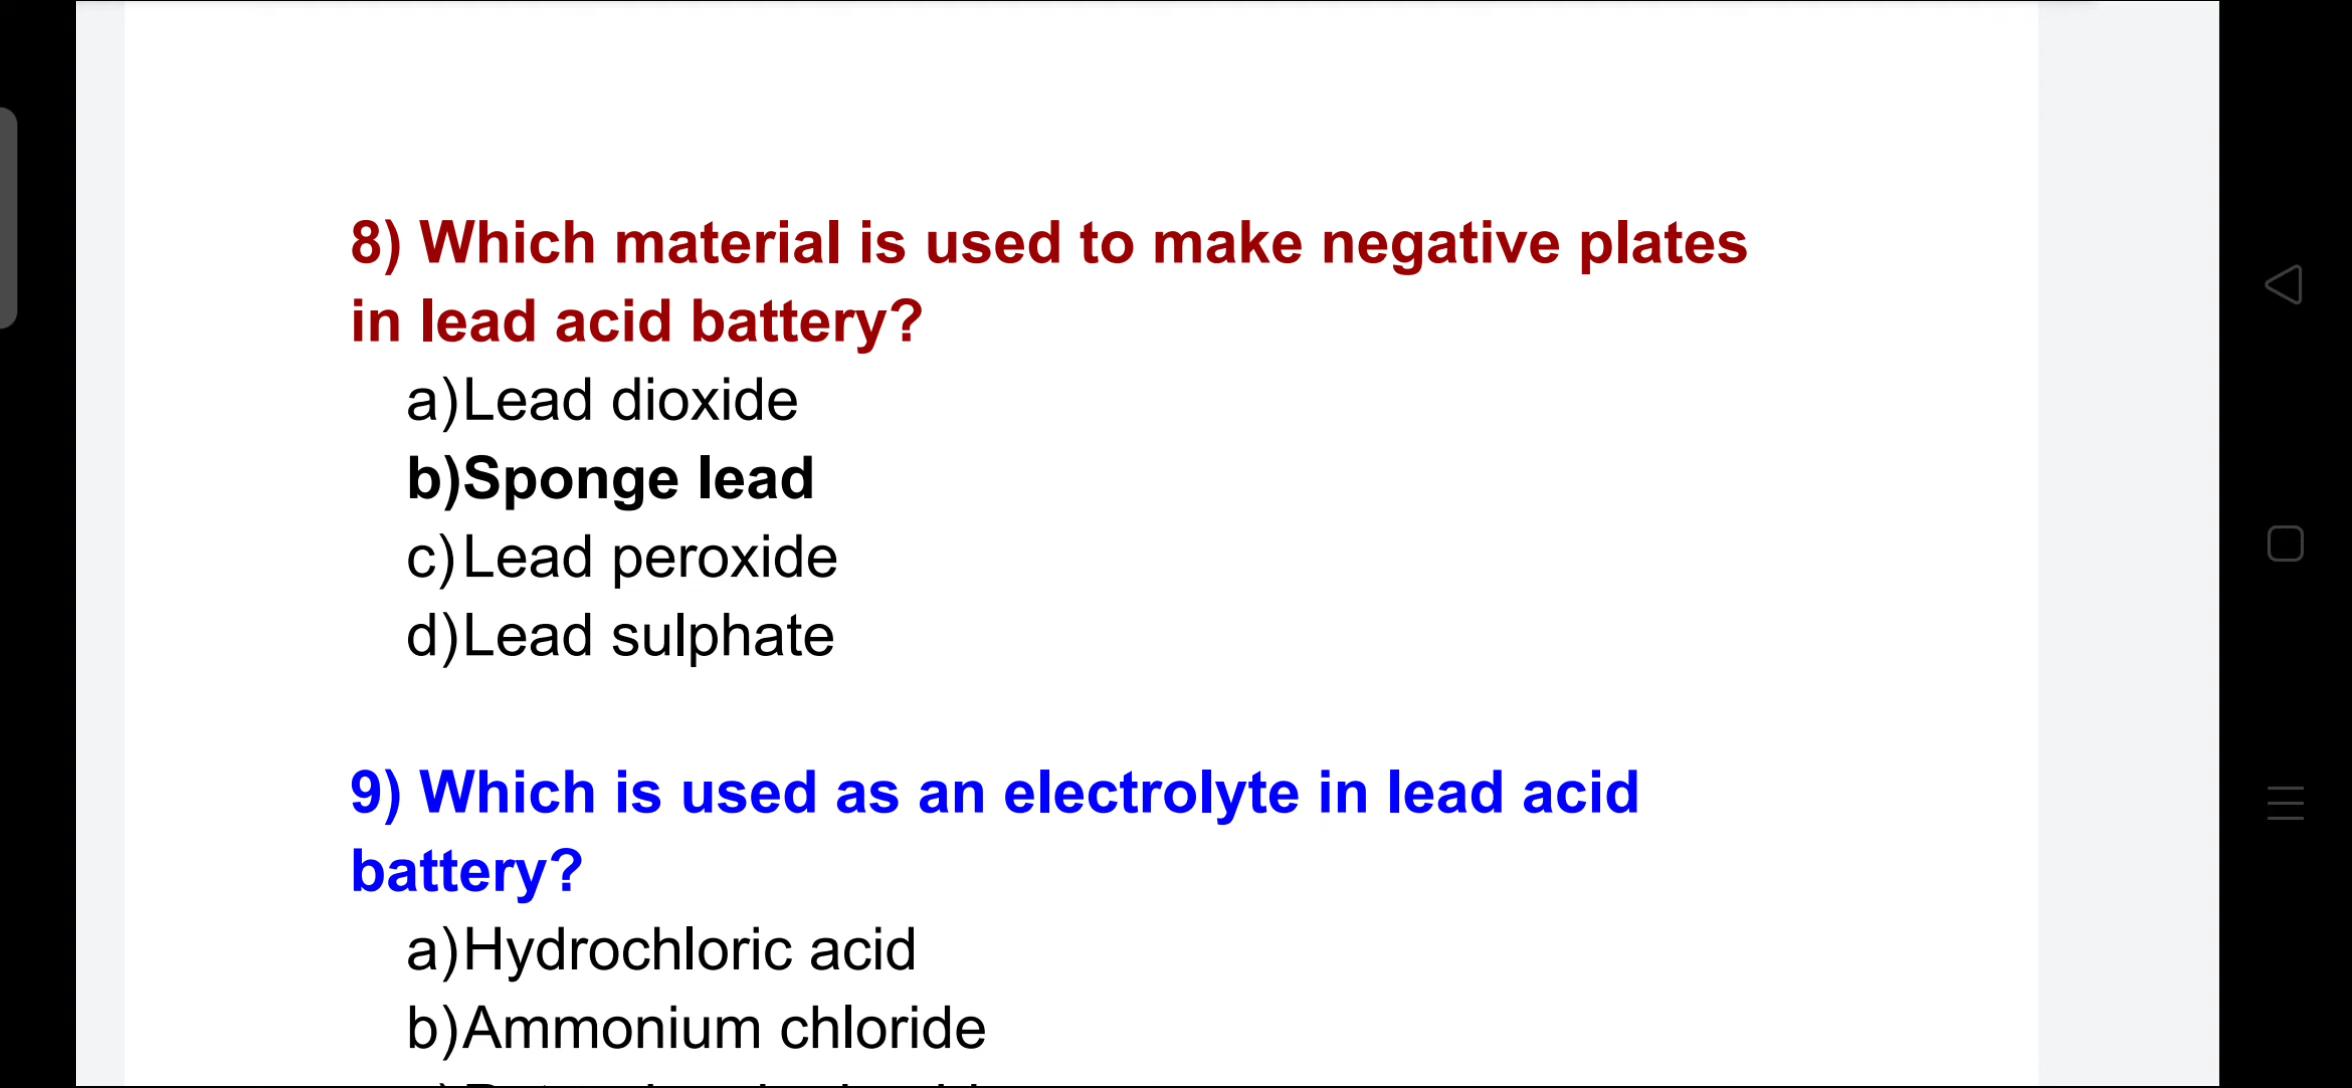 8) Which material is used to make negative plates
in lead acid battery?
a)Lead dioxide
b)Sponge lead
c)Lead peroxide
d)Lead sulphate
9) Which is used as an electrolyte in lead acid
battery?
a)Hydrochloric acid
b)Ammonium chloride